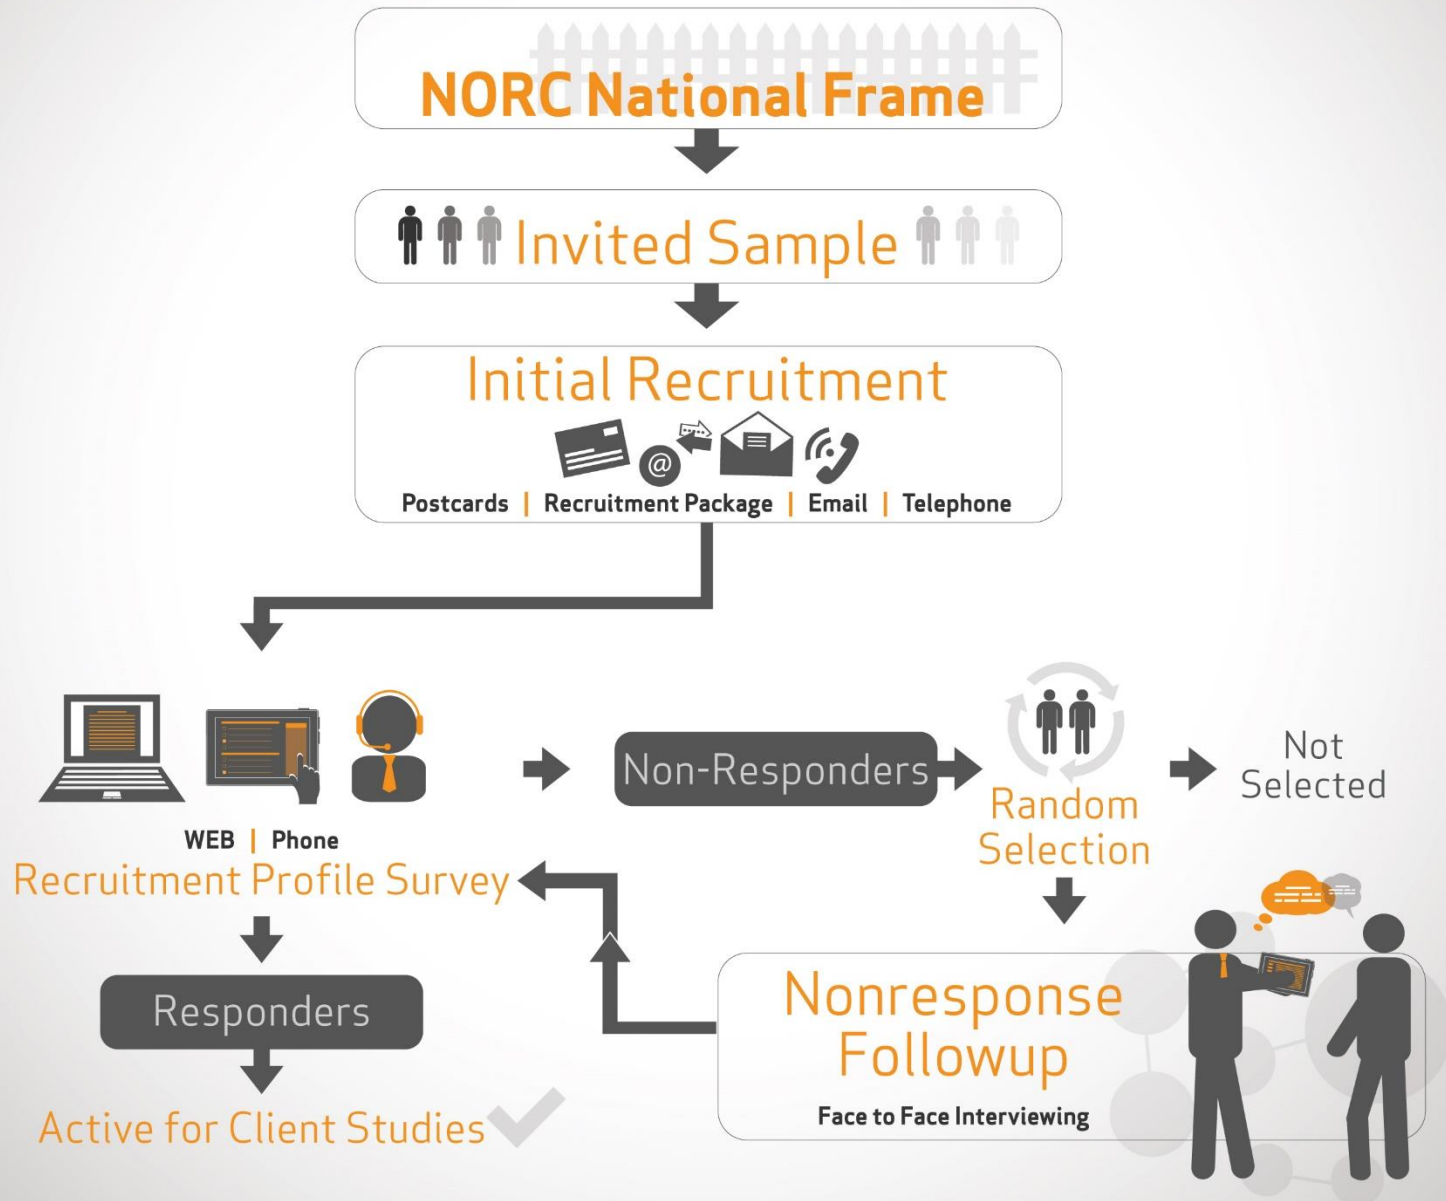 NORC National Frame
Invited Sample
Initial Recruitment
@
Postcards | Recruitment Package | Email | Telephone
Non-Responders
Random
Selection
Not
Selected
WEB | Phone
Recruitment Profile Survey
Responders
Active for Client Studies
Nonresponse
Followup
Face to Face Interviewing